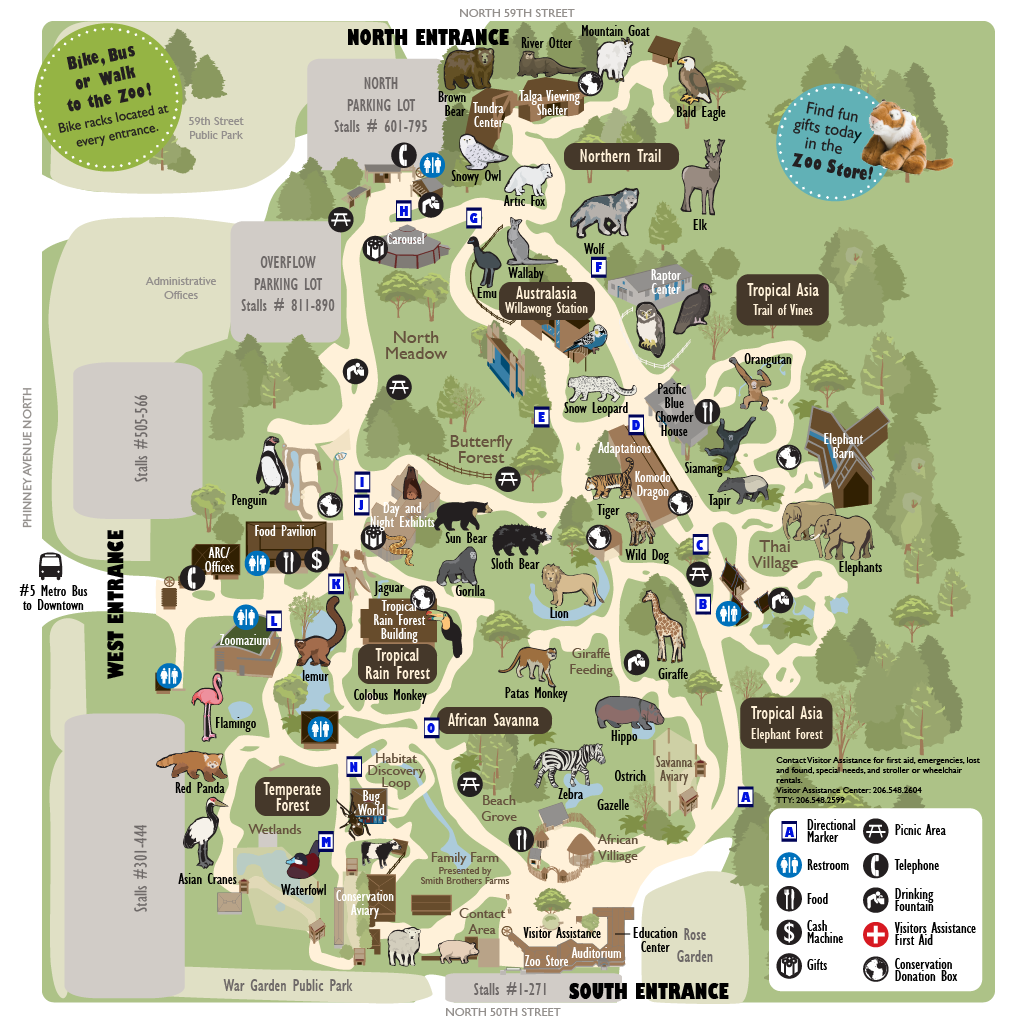 NORTH 59TH STREET
NORTH ENTRANCE
Bike, Bus
or Walk
to the Zoo!
Bike racks located at
every entrance.
59th Street
Public Park
NORTH
PARKING LOT
Stalls # 601-795
River Otter
Mountain Goat
Brown
Bear
Tundra
Center
Talga Viewing
Shelter
Bald Eagle
Find fun
gifts today
in the
Zoo Store!
Northern Trail
Snowy Owl
Artic Fox
Elk
Wolf
H
G
F
Carousel
Emu
Wallaby
Australasia
Willawong Station
Raptor
Center
Tropical Asia
Trail of Vines
Administrative
Offices
OVERFLOW
PARKING LOT
Stalls # 811-890
North
Meadow
Orangutan
Snow Leopard
Pacific
Blue
Chowder
House
E
D
PHINNEY AVENUE NORTH
Stalls #505-566
Butterfly
Forest
Adaptations
Komodo
Dragon
Tiger
Siamang
Tapir
Elephant
Barn
Penguin
I
J
Day and
Night Exhibits
Sun Bear
Sloth Bear
Wild Dog
C
Thai
Village
Elephants
Food Pavilion
$
ARC/
Offices
#5 Metro Bus
to Downtown
WEST ENTRANCE
K
Jaguar
Gorilla
Lion
B
Tropical
Rain Forest
Building
L
Zoomazium
lemur
Tropical
Rain Forest
Colobus Monkey
Patas Monkey
Giraffe
Feeding
Giraffe
Flamingo
O
African Savanna
Hippo
Tropical Asia
Elephant Forest
Red Panda
N
Habitat
Discovery
Loop
Zebra
Ostrich
Gazelle
Savanna
Aviary
A
Contact Visitor Assistance for first aid, emergencies, lost
and found, special needs, and stroller or wheelchair
rentals.
Visitor Assistance Center: 206.548.2604
TTY: 206.548.2599
Temperate
Forest
Bug
World
Beach
Grove
Wetlands
M
Stalls #301-444
Asian Cranes
Waterfowl
Family Farm
Presented by
Smith Brothers Farms
African
Village
Conservation
Aviary
Contact
Area
Visitor Assistance
Education
Center
Zoo Store
Auditorium
Rose
Garden
War Garden Public Park
Stalls #1-271
SOUTH ENTRANCE
NORTH 50TH STREET
A
Directional
Marker
Picnic Area
Restroom
Telephone
Food
Drinking
Fountain
$
Cash
Machine
Visitors Assistance
First Aid
Gifts
Conservation
Donation Box